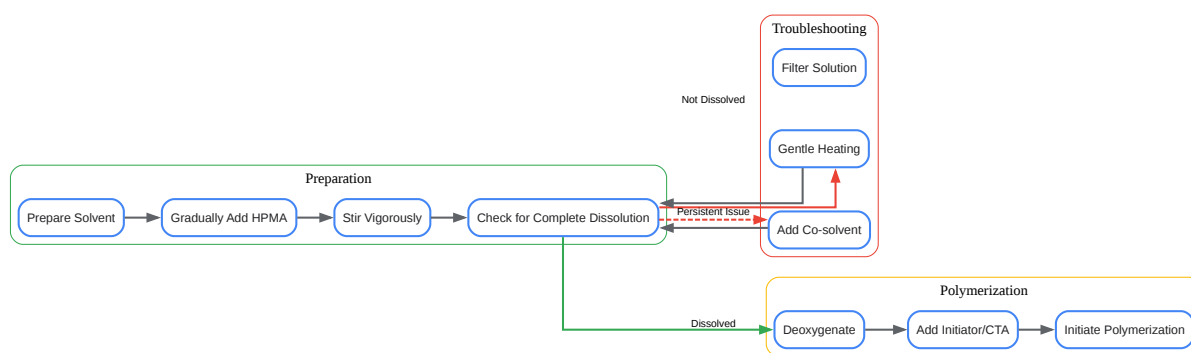 Troubleshooting
Filter Solution
Not Dissolved
Gentle Heating
Preparation
Prepare Solvent
Gradually Add HPMA
Stir Vigorously
Check for Complete Dissolution
Persistent Issue
Add Co-solvent
Polymerization
Dissolved
Deoxygenate
Add Initiator/CTA
Initiate Polymerization